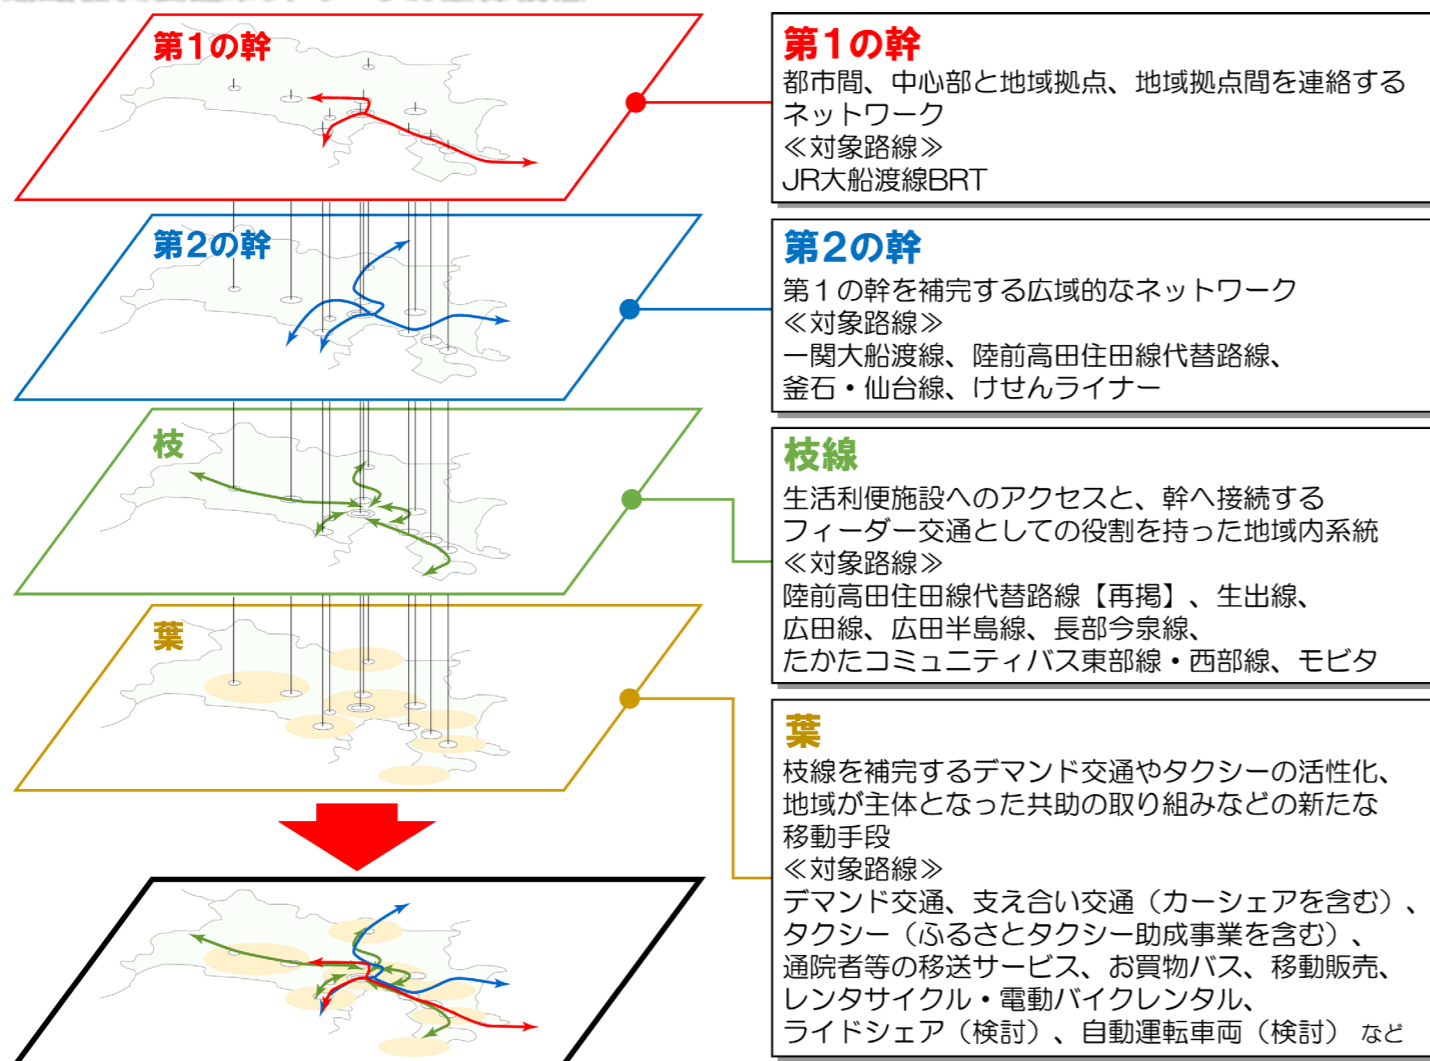 第1の幹
第2の幹
枝
葉
第1の幹
都市間、中心部と地域拠点、地域拠点間を連絡する
ネットワーク
≪対象路線≫
JR大船渡線BRT
第2の幹
第１の幹を補完する広域的なネットワーク
≪対象路線≫
一関大船渡線、陸前高田住田線代替路線、
釜石・仙台線、けせんライナー
枝線
生活利便施設へのアクセスと、幹へ接続する
フィーダー交通としての役割を持った地域内系統
≪対象路線≫
陸前高田住田線代替路線【再掲】、生出線、
広田線、広田半島線、長部今泉線、
たかたコミュニティバス東部線・西部線、モビタ
葉
枝線を補完するデマンド交通やタクシーの活性化、
地域が主体となった共助の取り組みなどの新たな
移動手段
≪対象路線≫
デマンド交通、支え合い交通（カーシェアを含む）、
タクシー（ふるさとタクシー助成事業を含む）、
通院者等の移送サービス、お買物バス、移動販売、
レンタサイクル・電動バイクレンタル、
ライドシェア（検討）、自動運転車両（検討） など